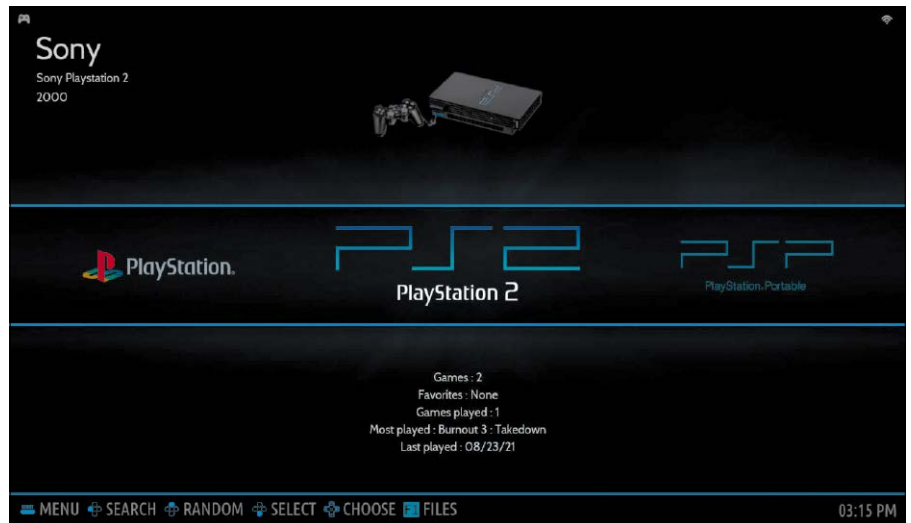 Sony
Sony Playstation 2
2000
PlayStation.
PS2
PlayStation 2
PSP
PlayStation.Portable
Games : 2
Favorites : None
Games played : 1
Most played : Burnout 3 : Takedown
Last played : 08/23/21
MENU SEARCH RANDOM SELECT CHOOSE F1 FILES
03:15 PM